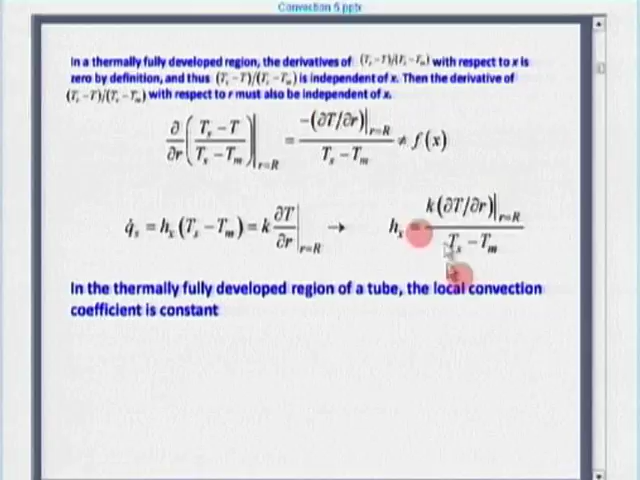 Convection 6 pptx
In a thermally fully developed region, the derivatives of (Ts − T)/(Ts − Tm) with respect to x is
zero by definition, and thus (Ts − T)/(Ts − Tm) is independent of x. Then the derivative of
(Ts − T)/(Ts − Tm) with respect to r must also be independent of x.
∂/∂r ((Ts − T)/(Ts − Tm))|r=R = −(∂T/∂r)|r=R / (Ts − Tm) ≠ f(x)
q̇s = hx(Ts − Tm) = k ∂T/∂r|r=R → hx = k(∂T/∂r)|r=R / (Ts − Tm)
In the thermally fully developed region of a tube, the local convection
coefficient is constant